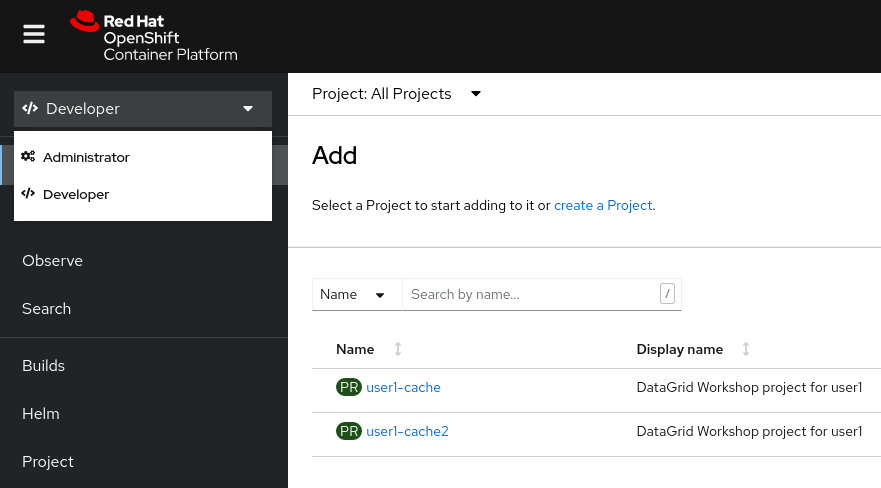 Red Hat
OpenShift
Container Platform
Developer
Administrator
Developer
Observe
Search
Builds
Helm
Project
Project: All Projects
Add
Select a Project to start adding to it or create a Project.
Name Search by name... /
Name Display name
PR user1-cache DataGrid Workshop project for user1
PR user1-cache2 DataGrid Workshop project for user1